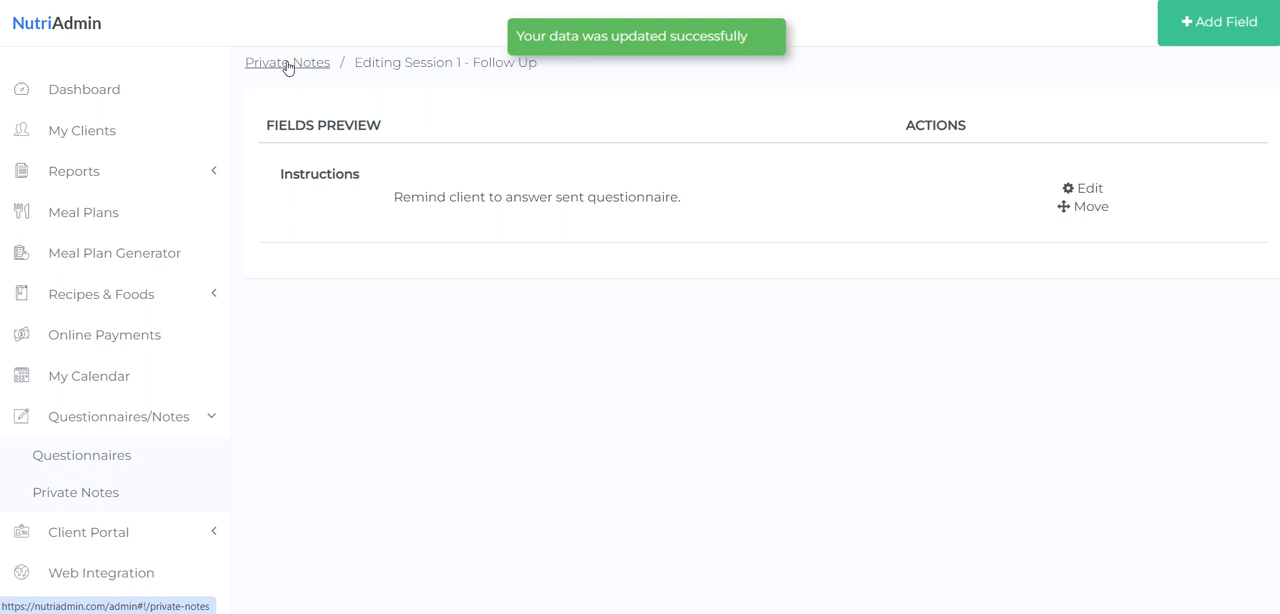 NutriAdmin
Your data was updated successfully
Add Field
Private Notes / Editing Session 1 - Follow Up
Dashboard
My Clients
Reports
Meal Plans
Meal Plan Generator
Recipes & Foods
Online Payments
My Calendar
Questionnaires/Notes
Questionnaires
Private Notes
Client Portal
Web Integration
FIELDS PREVIEW
ACTIONS
Instructions
Remind client to answer sent questionnaire.
Edit
Move
https://nutriadmin.com/admin#!/private-notes